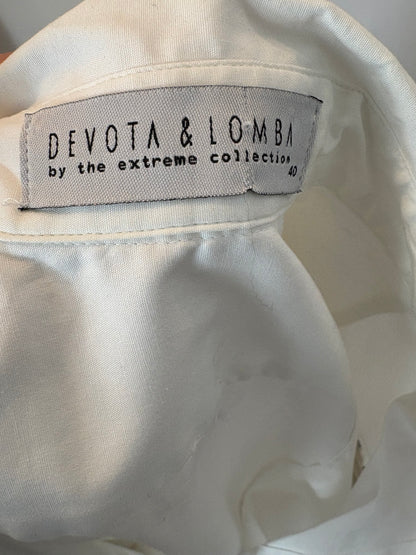 DEVOTA & LOMBA
by the extreme collection
40